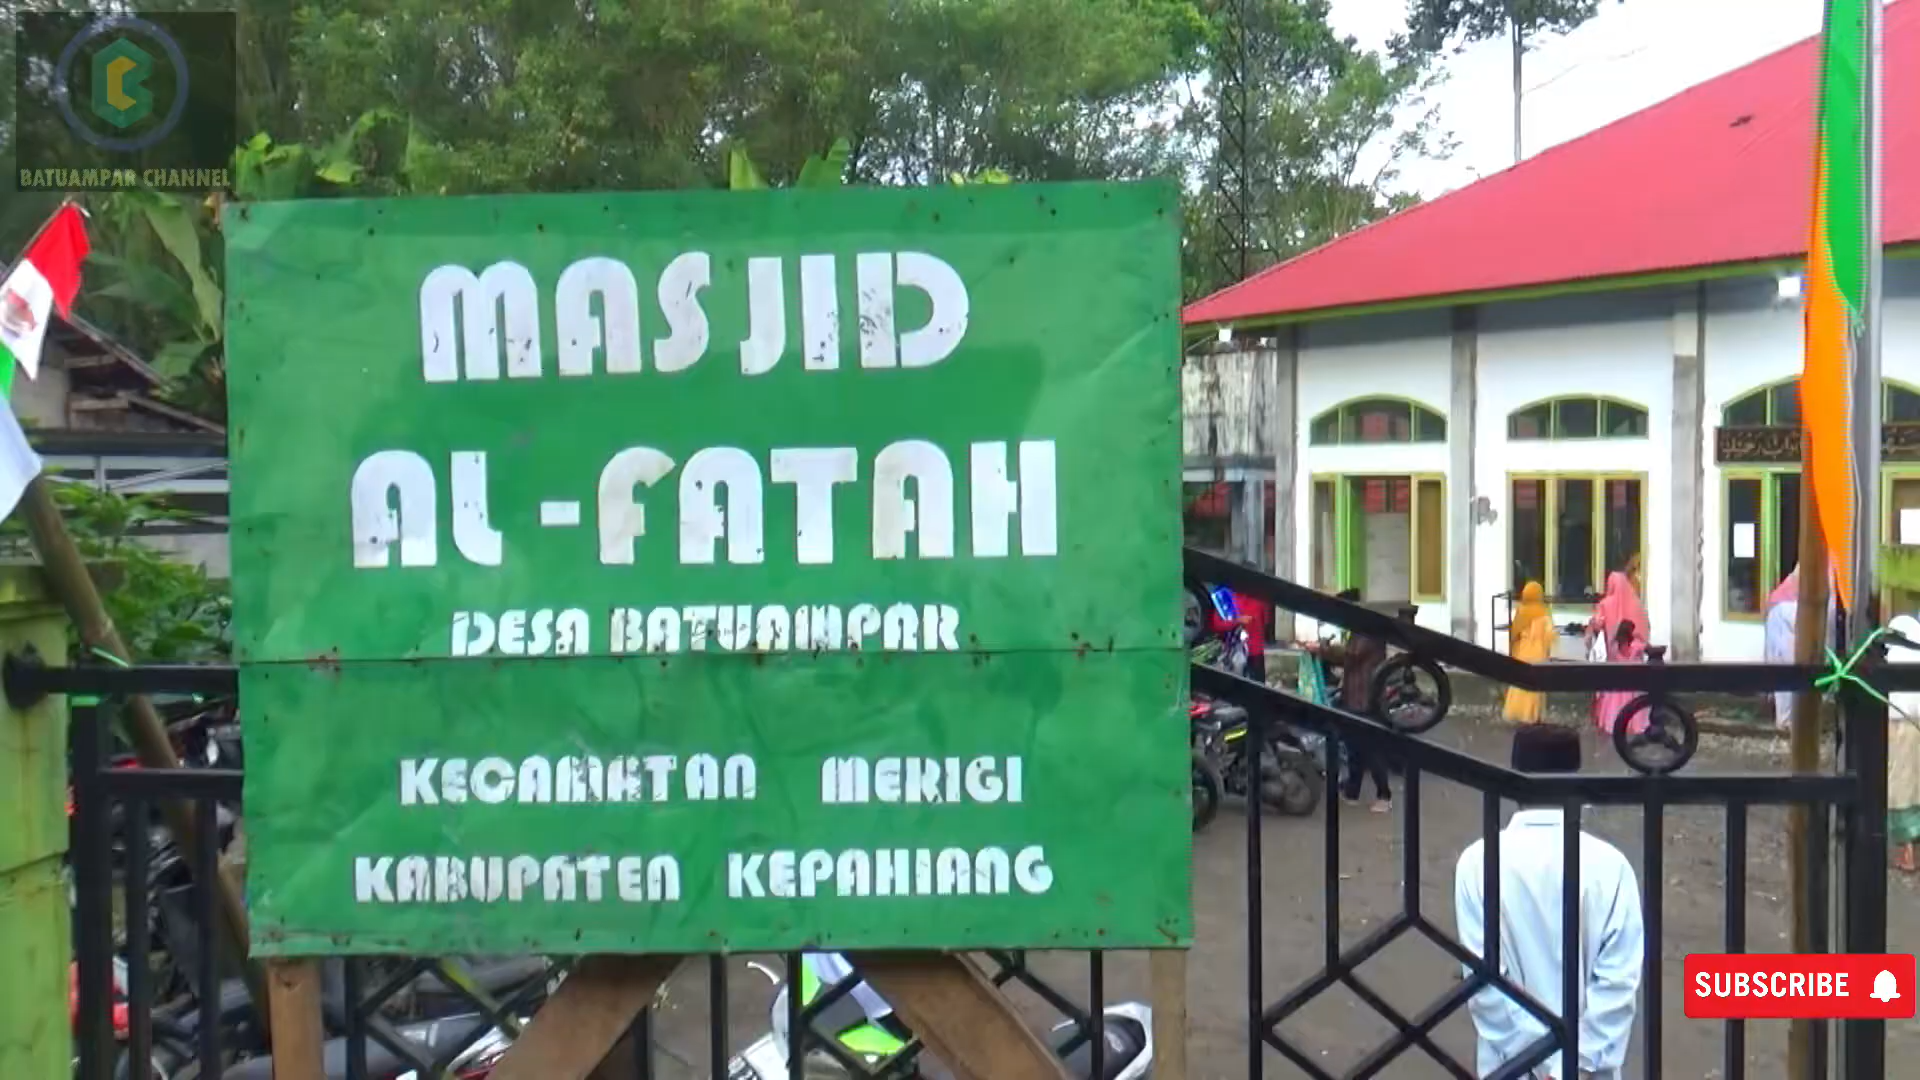 BATUAMPAR CHANNEL
MASJID
AL-FATAH
DESA BATUAMPAR
KECAMATAN MERIGI
KABUPATEN KEPAHIANG
SUBSCRIBE